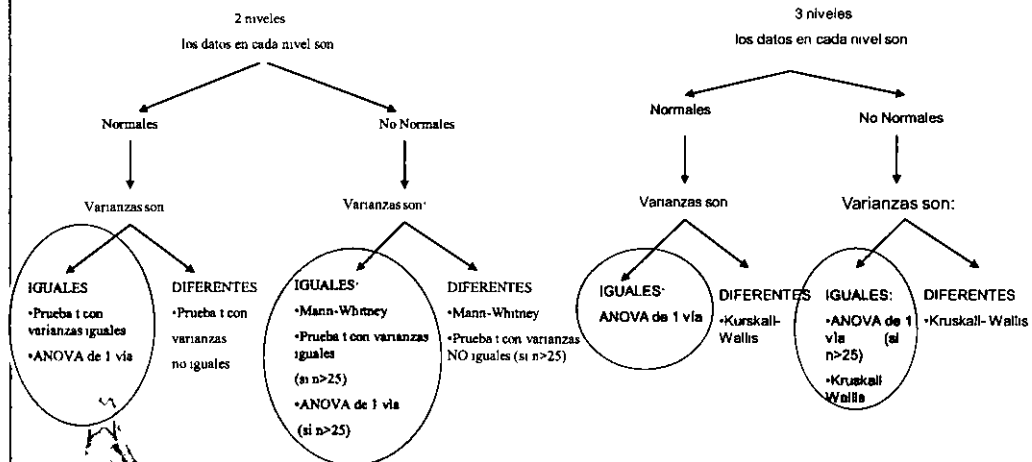 2 niveles
los datos en cada nivel son
Normales
No Normales
Varianzas son
Varianzas son:
IGUALES
•Prueba t con
varianzas iguales
•ANOVA de 1 vía
DIFERENTES
•Prueba t con
varianzas
no iguales
IGUALES:
•Mann-Whitney
•Prueba t con varianzas
iguales
(si n>25)
•ANOVA de 1 vía
(si n>25)
DIFERENTES
•Mann-Whitney
•Prueba t con varianzas
NO iguales (si n>25)
3 niveles
los datos en cada nivel son
Normales
No Normales
Varianzas son
Varianzas son:
IGUALES:
ANOVA de 1 vía
DIFERENTES
•Kurskall-
Wallis
IGUALES:
•ANOVA de 1
vía (si
n>25)
•Kruskall
Wallis
DIFERENTES
•Kruskall- Wallis